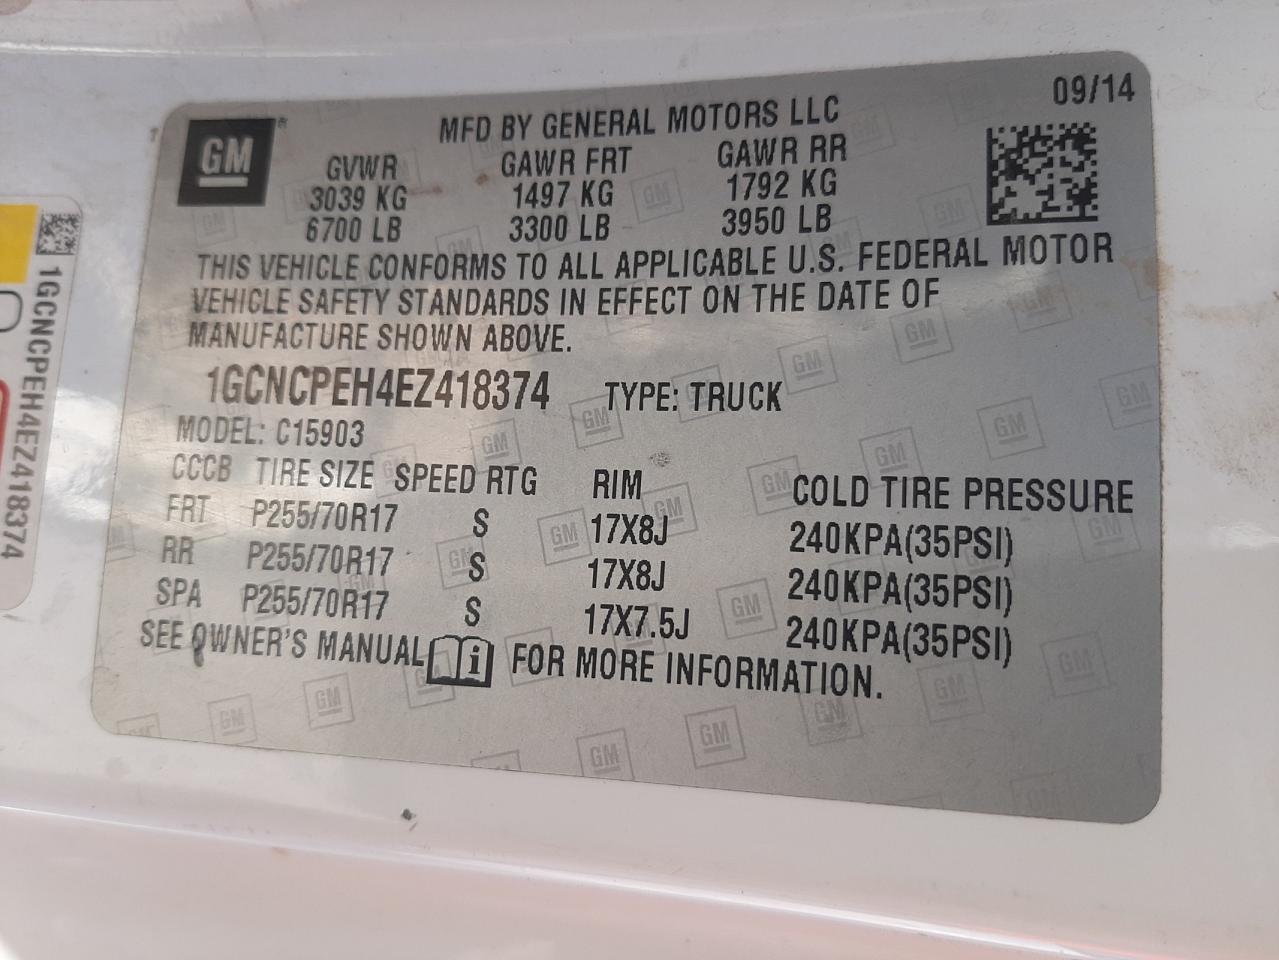 09/14
GM
MFD BY GENERAL MOTORS LLC
GVWR GAWR FRT GAWR RR
3039 KG 1497 KG 1792 KG
6700 LB 3300 LB 3950 LB
THIS VEHICLE CONFORMS TO ALL APPLICABLE U.S. FEDERAL MOTOR
VEHICLE SAFETY STANDARDS IN EFFECT ON THE DATE OF
MANUFACTURE SHOWN ABOVE.
1GCNCPEH4EZ418374 TYPE: TRUCK
MODEL: C15903
CCCB TIRE SIZE SPEED RTG RIM COLD TIRE PRESSURE
FRT P255/70R17 S 17X8J 240KPA(35PSI)
RR P255/70R17 S 17X8J 240KPA(35PSI)
SPA P255/70R17 S 17X7.5J 240KPA(35PSI)
SEE OWNER'S MANUAL FOR MORE INFORMATION.
1GCNCPEH4EZ418374